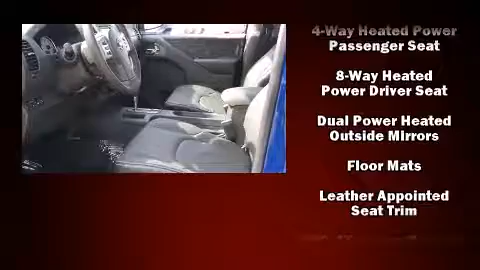 4-Way Heated Power
Passenger Seat
8-Way Heated
Power Driver Seat
Dual Power Heated
Outside Mirrors
Floor Mats
Leather Appointed
Seat Trim